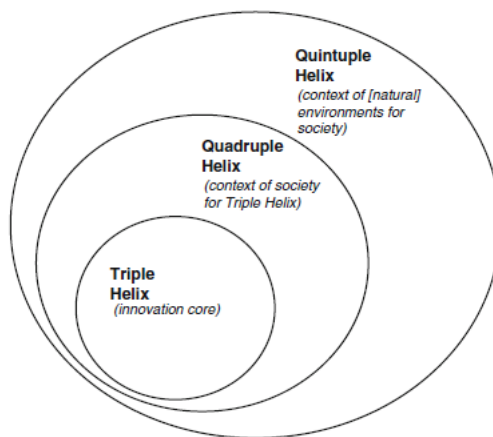 Quintuple
Helix
(context of [natural]
environments for
society)
Quadruple
Helix
(context of society
for Triple Helix)
Triple
Helix
(innovation core)